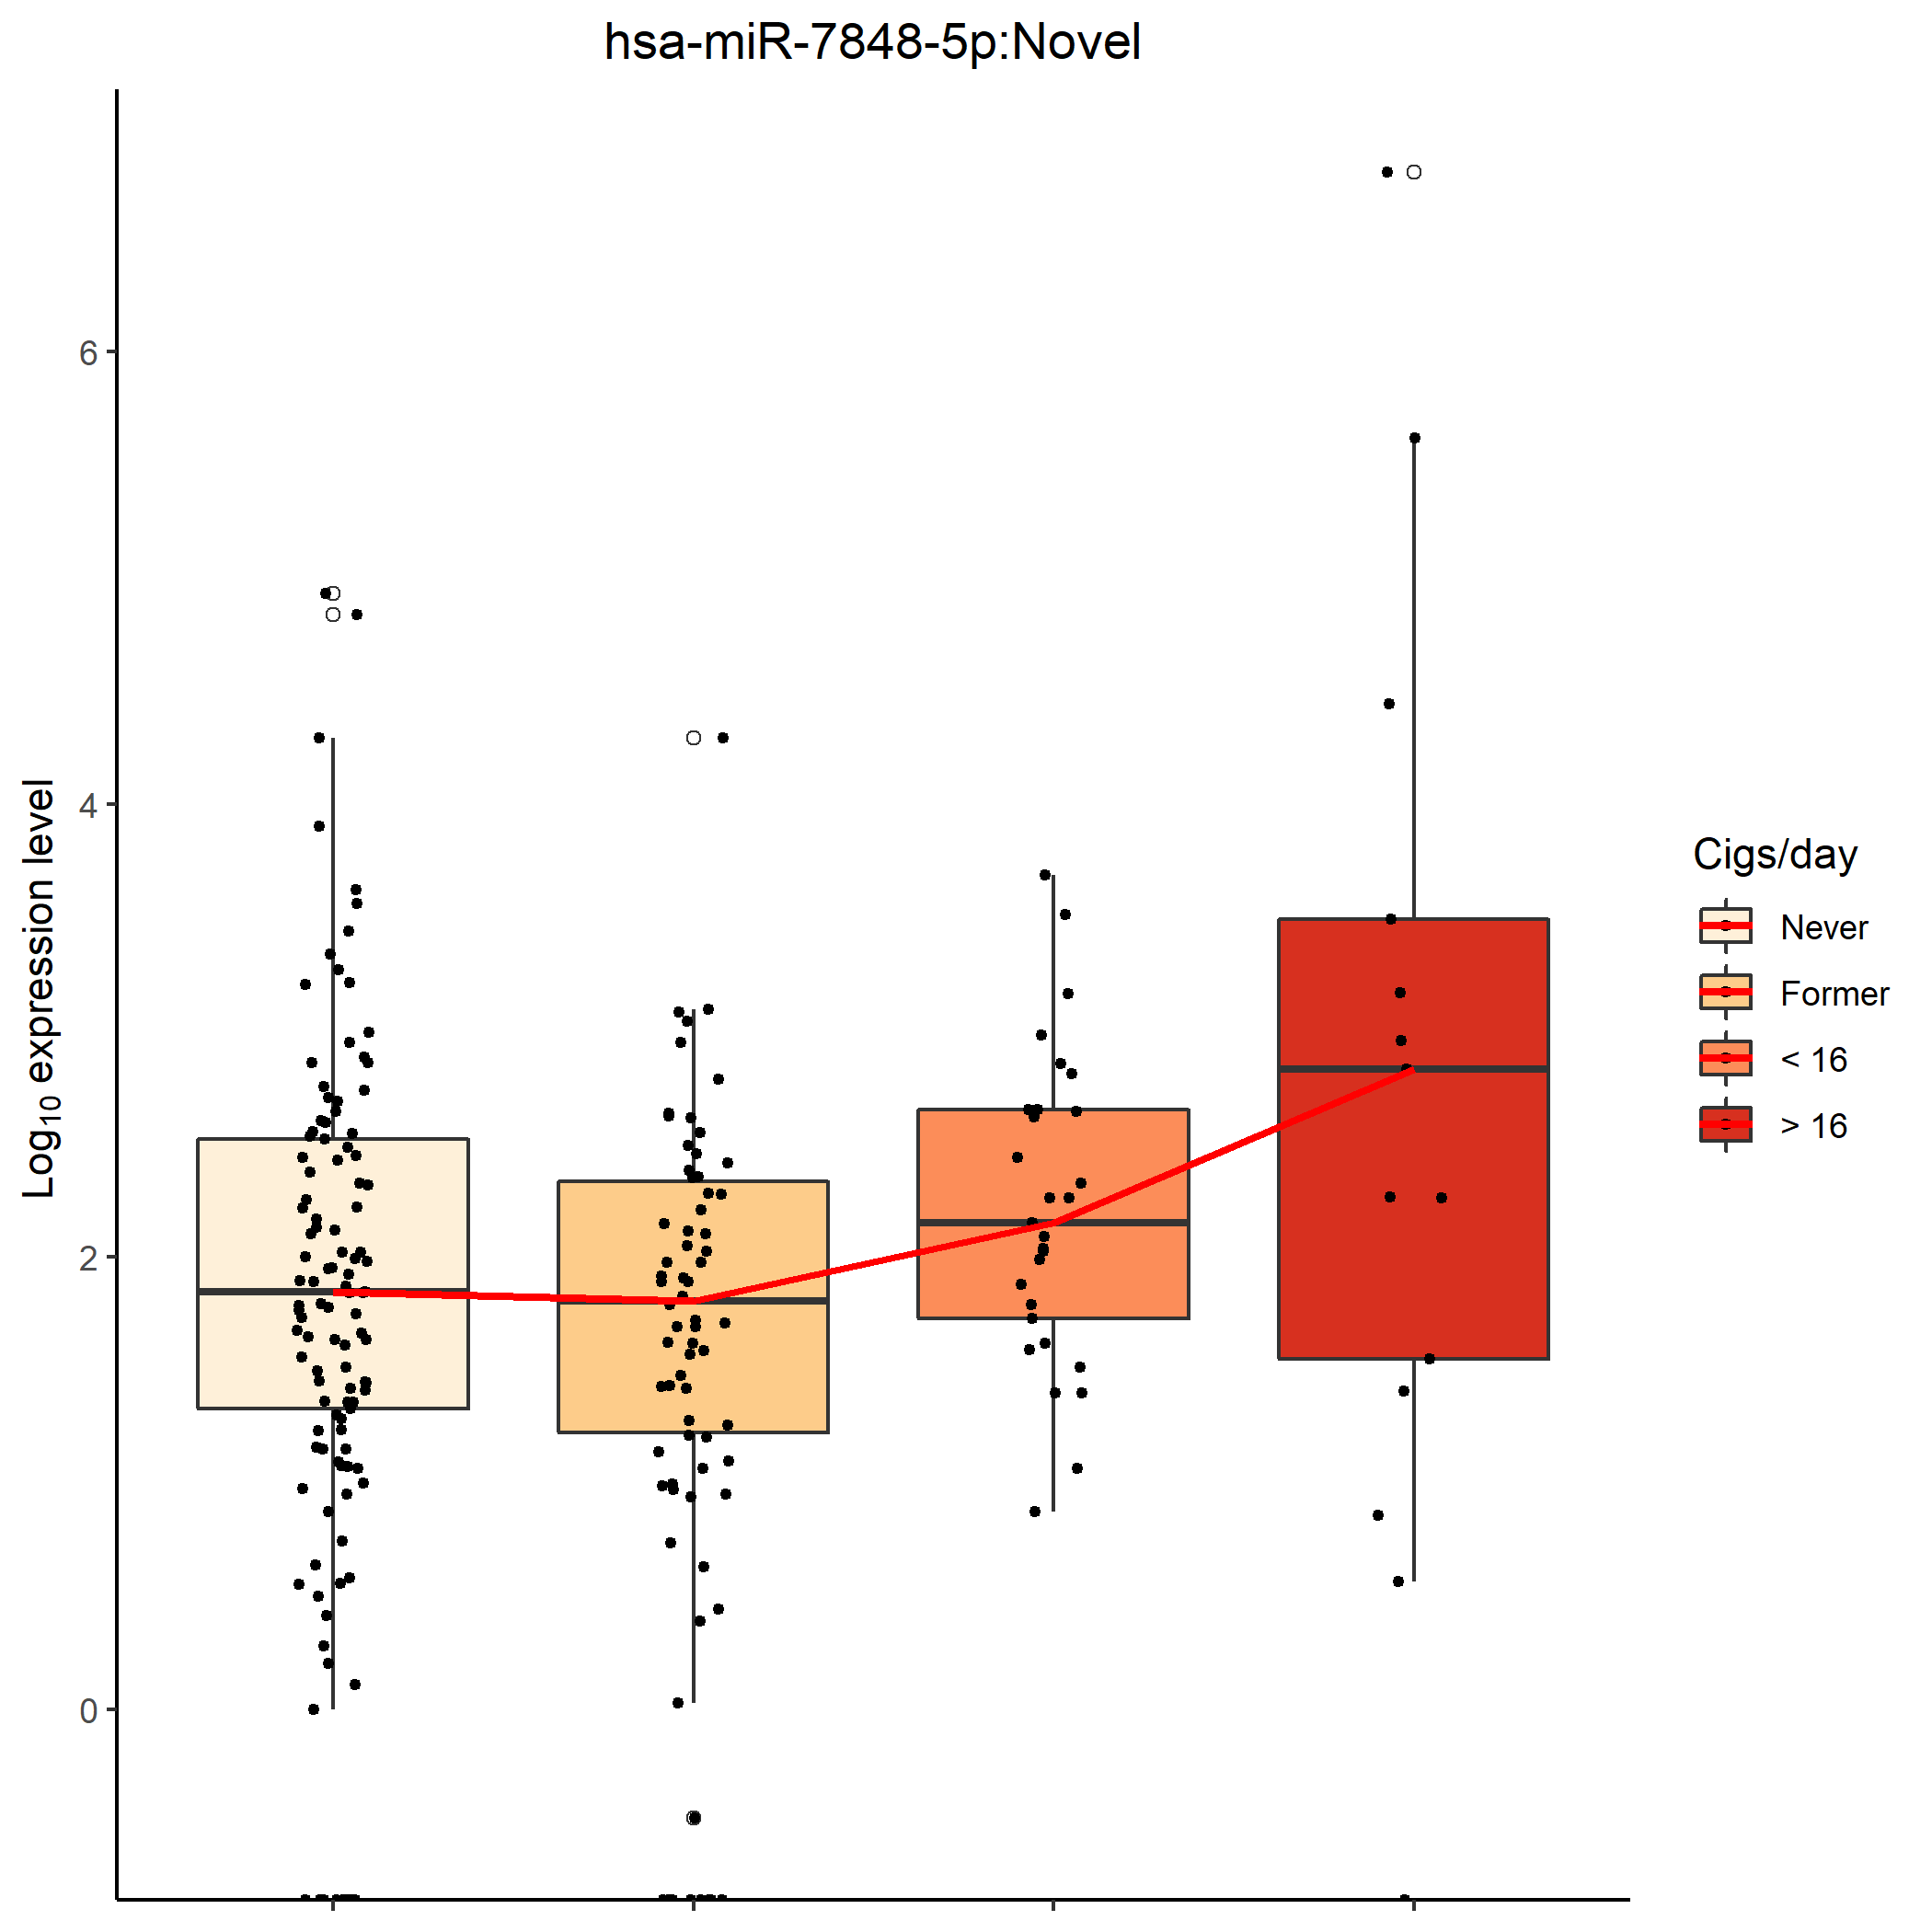 hsa-miR-7848-5p:Novel
Log10 expression level
6
4
2
0
Cigs/day
Never
Former
< 16
> 16